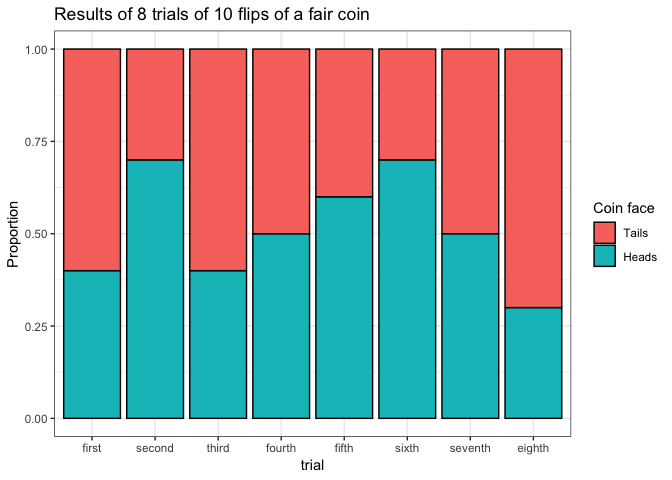 Results of 8 trials of 10 flips of a fair coin
1.00
0.75
0.50
0.25
0.00
Proportion
first second third fourth fifth sixth seventh eighth
trial
Coin face
Tails
Heads